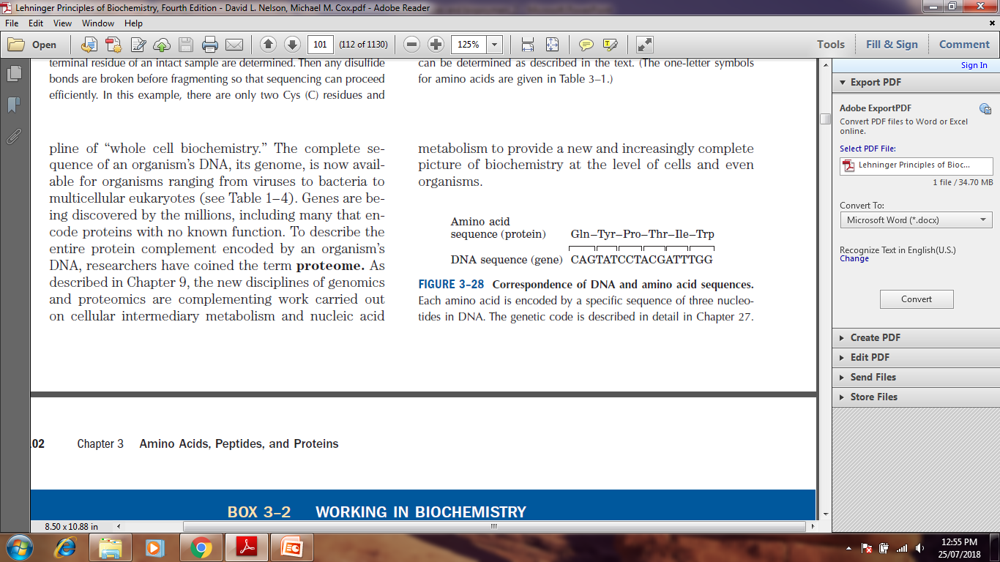 Lehninger Principles of Biochemistry, Fourth Edition - David L. Nelson, Michael M. Cox.pdf - Adobe Reader
File Edit View Window Help
Open 101 (112 of 1130) 125% Tools Fill & Sign Comment
Sign In
terminal residue of an intact sample are determined. Then any disulfide
bonds are broken before fragmenting so that sequencing can proceed
efficiently. In this example, there are only two Cys (C) residues and
can be determined as described in the text. (The one-letter symbols
for amino acids are given in Table 3–1.)
pline of “whole cell biochemistry.” The complete se-
quence of an organism’s DNA, its genome, is now avail-
able for organisms ranging from viruses to bacteria to
multicellular eukaryotes (see Table 1–4). Genes are be-
ing discovered by the millions, including many that en-
code proteins with no known function. To describe the
entire protein complement encoded by an organism’s
DNA, researchers have coined the term proteome. As
described in Chapter 9, the new disciplines of genomics
and proteomics are complementing work carried out
on cellular intermediary metabolism and nucleic acid
metabolism to provide a new and increasingly complete
picture of biochemistry at the level of cells and even
organisms.
Amino acid
sequence (protein) Gln–Tyr–Pro–Thr–Ile–Trp
DNA sequence (gene) CAGTATCCTACGATTTGG
FIGURE 3–28 Correspondence of DNA and amino acid sequences.
Each amino acid is encoded by a specific sequence of three nucleo-
tides in DNA. The genetic code is described in detail in Chapter 27.
02 Chapter 3 Amino Acids, Peptides, and Proteins
BOX 3–2 WORKING IN BIOCHEMISTRY
8.50 x 10.88 in
Export PDF
Adobe ExportPDF
Convert PDF files to Word or Excel
online.
Select PDF File:
Lehninger Principles of Bioc...
1 file / 34.70 MB
Convert To:
Microsoft Word (*.docx)
Recognize Text in English(U.S.)
Change
Convert
Create PDF
Edit PDF
Send Files
Store Files
12:55 PM
25/07/2018